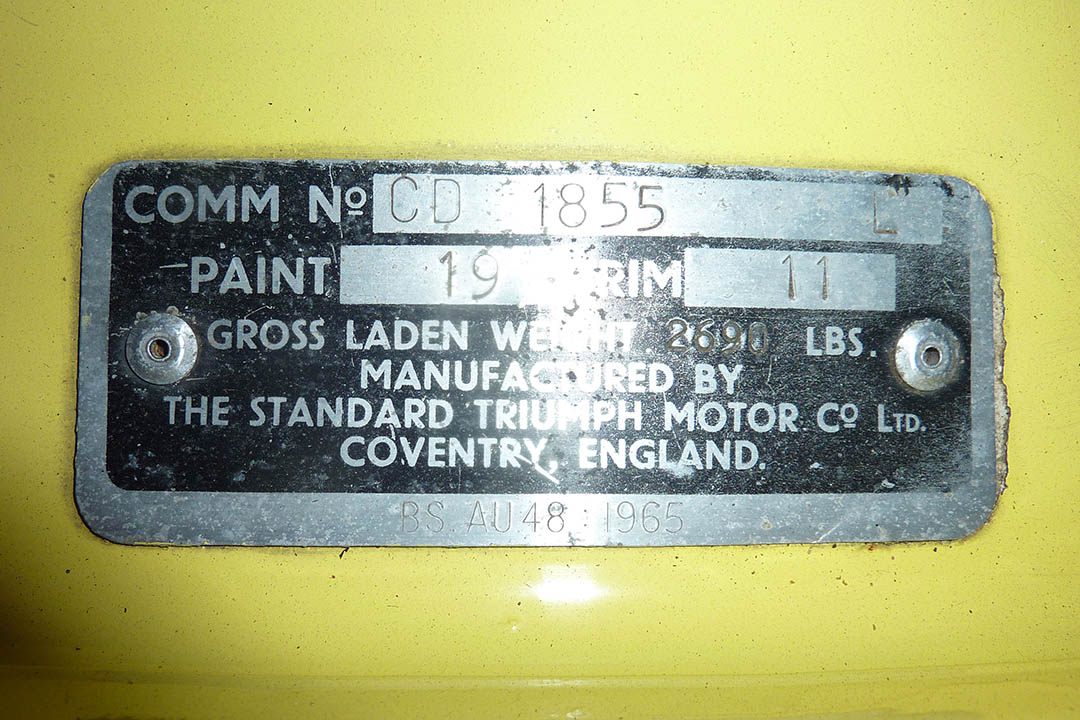 COMM Nº CD 1855 L
PAINT 19 TRIM 11
GROSS LADEN WEIGHT 2690 LBS.
MANUFACTURED BY
THE STANDARD TRIUMPH MOTOR Cº LTD.
COVENTRY, ENGLAND.
BS. AU48 : 1965